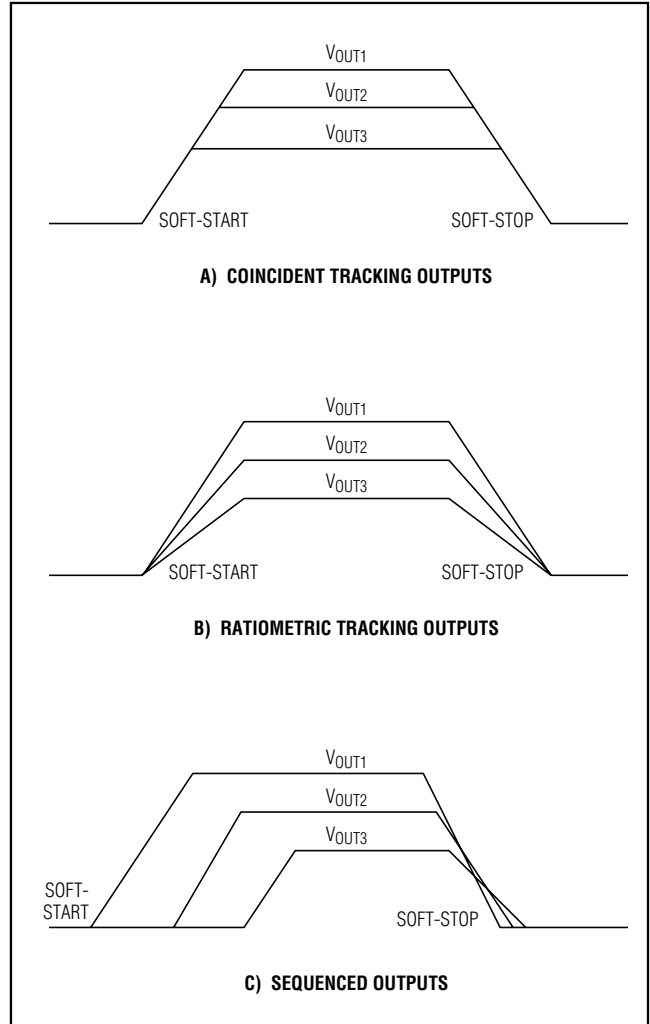 VOUT1
VOUT2
VOUT3
SOFT-START SOFT-STOP
A) COINCIDENT TRACKING OUTPUTS
VOUT1
VOUT2
VOUT3
SOFT-START SOFT-STOP
B) RATIOMETRIC TRACKING OUTPUTS
VOUT1
VOUT2
VOUT3
SOFT-
START
SOFT-STOP
C) SEQUENCED OUTPUTS